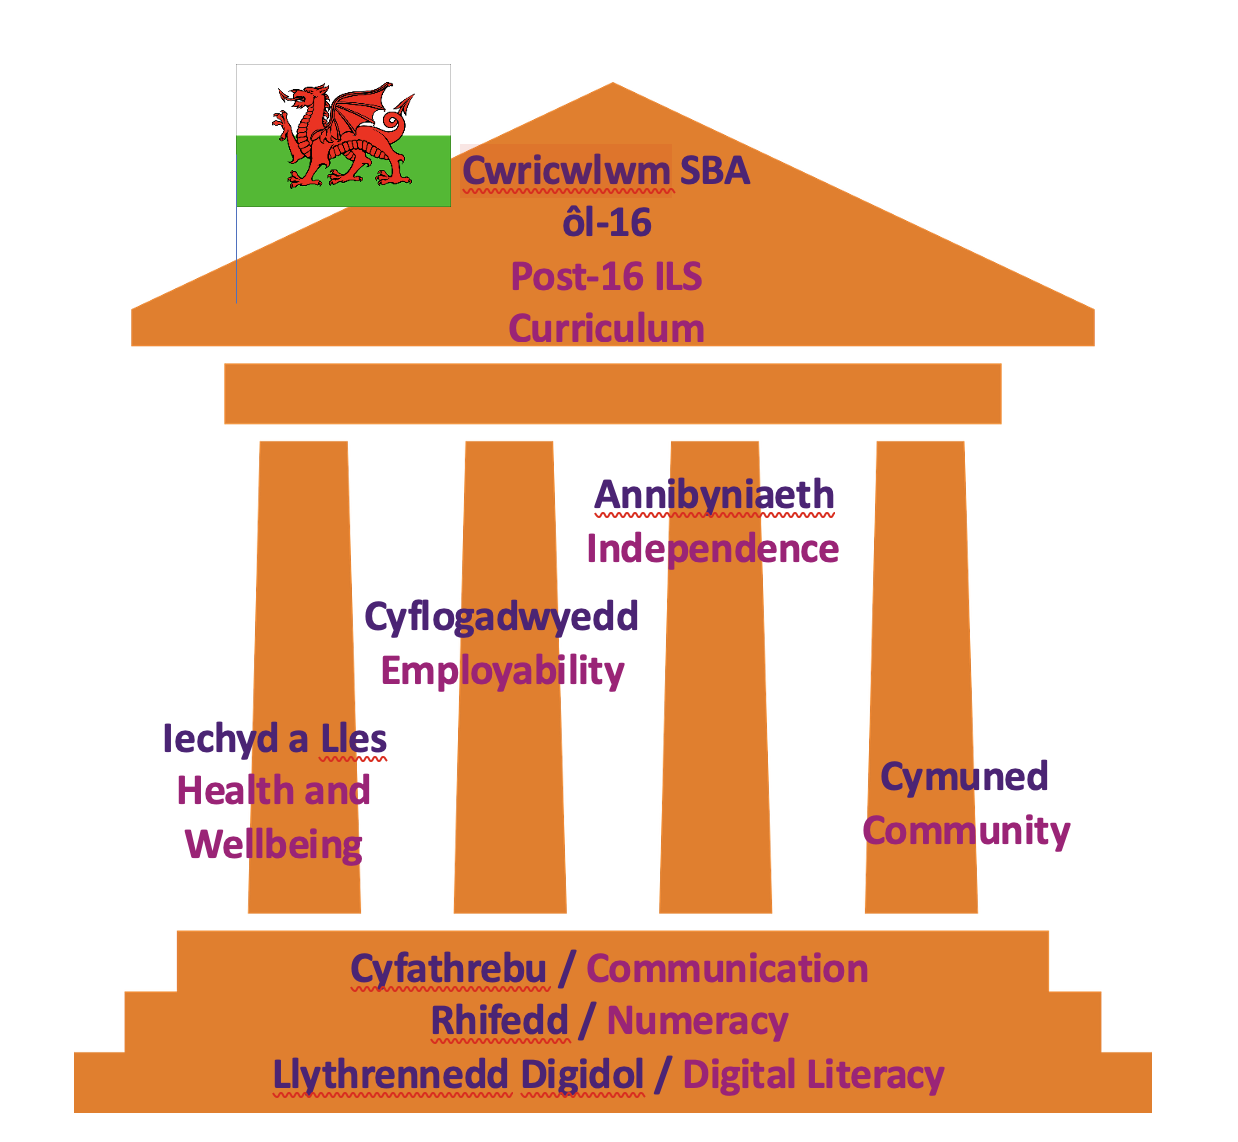 Cwricwlwm SBA
ôl-16
Post-16 ILS
Curriculum
Annibyniaeth
Independence
Cyflogadwyedd
Employability
Iechyd a Lles
Health and
Wellbeing
Cymuned
Community
Cyfathrebu / Communication
Rhifedd / Numeracy
Llythrennedd Digidol / Digital Literacy